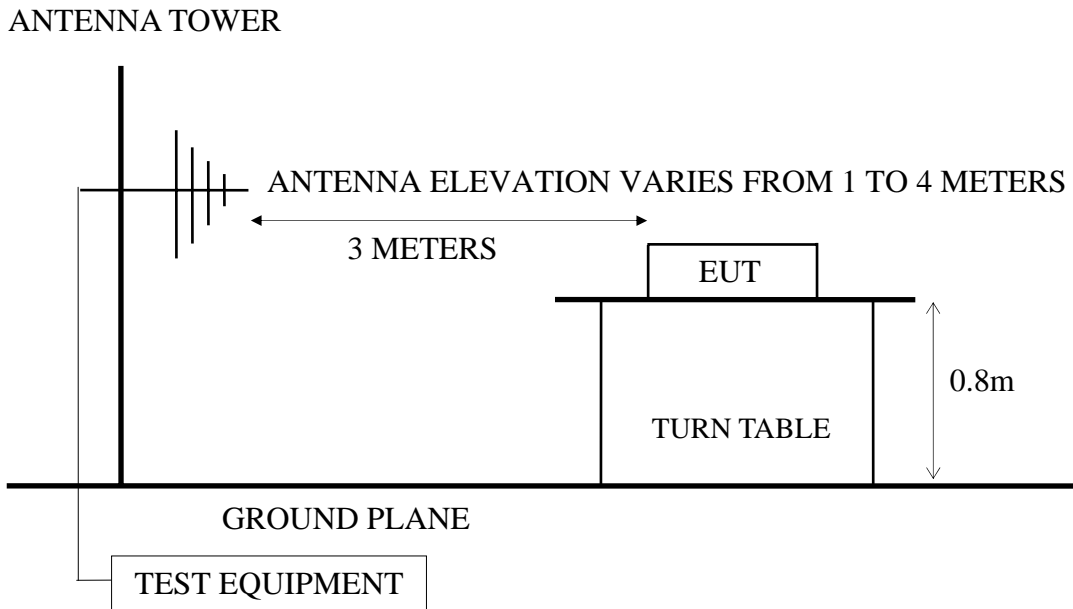 ANTENNA TOWER
ANTENNA ELEVATION VARIES FROM 1 TO 4 METERS
3 METERS
EUT
0.8m
TURN TABLE
GROUND PLANE
TEST EQUIPMENT